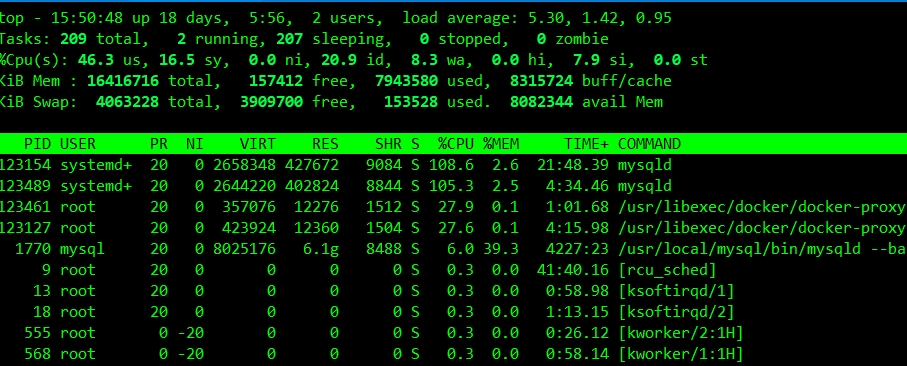 top - 15:50:48 up 18 days,  5:56,  2 users,  load average: 5.30, 1.42, 0.95
Tasks: 209 total,   2 running, 207 sleeping,   0 stopped,   0 zombie
%Cpu(s): 46.3 us, 16.5 sy,  0.0 ni, 20.9 id,  8.3 wa,  0.0 hi,  7.9 si,  0.0 st
KiB Mem : 16416716 total,   157412 free,  7943580 used,  8315724 buff/cache
KiB Swap:  4063228 total,  3909700 free,   153528 used.  8082344 avail Mem
PID USER      PR  NI    VIRT    RES    SHR S  %CPU %MEM     TIME+ COMMAND
123154 systemd+  20   0 2658348 427672   9084 S 108.6  2.6  21:48.39 mysqld
123489 systemd+  20   0 2644220 402824   8844 S 105.3  2.5   4:34.46 mysqld
123461 root      20   0  357076  12276   1512 S  27.9  0.1   1:01.68 /usr/libexec/docker/docker-proxy
123127 root      20   0  423924  12360   1504 S  27.6  0.1   4:15.98 /usr/libexec/docker/docker-proxy
1770 mysql     20   0 8025176   6.1g   8488 S   6.0 39.3   4227:23 /usr/local/mysql/bin/mysqld --ba
9 root      20   0       0      0      0 S   0.3  0.0  41:40.16 [rcu_sched]
13 root      20   0       0      0      0 S   0.3  0.0   0:58.98 [ksoftirqd/1]
18 root      20   0       0      0      0 S   0.3  0.0   1:13.15 [ksoftirqd/2]
555 root       0 -20       0      0      0 S   0.3  0.0   0:26.12 [kworker/2:1H]
568 root       0 -20       0      0      0 S   0.3  0.0   0:58.14 [kworker/1:1H]